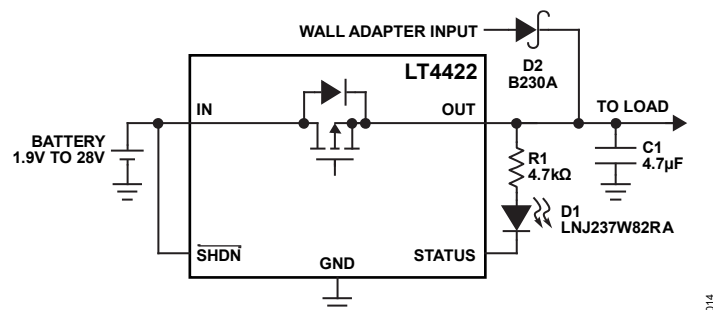 WALL ADAPTER INPUT
D2
B230A
LT4422
IN
OUT
TO LOAD
BATTERY
1.9V TO 28V
R1
4.7kΩ
C1
4.7µF
D1
LNJ237W82RA
SHDN
GND
STATUS
014